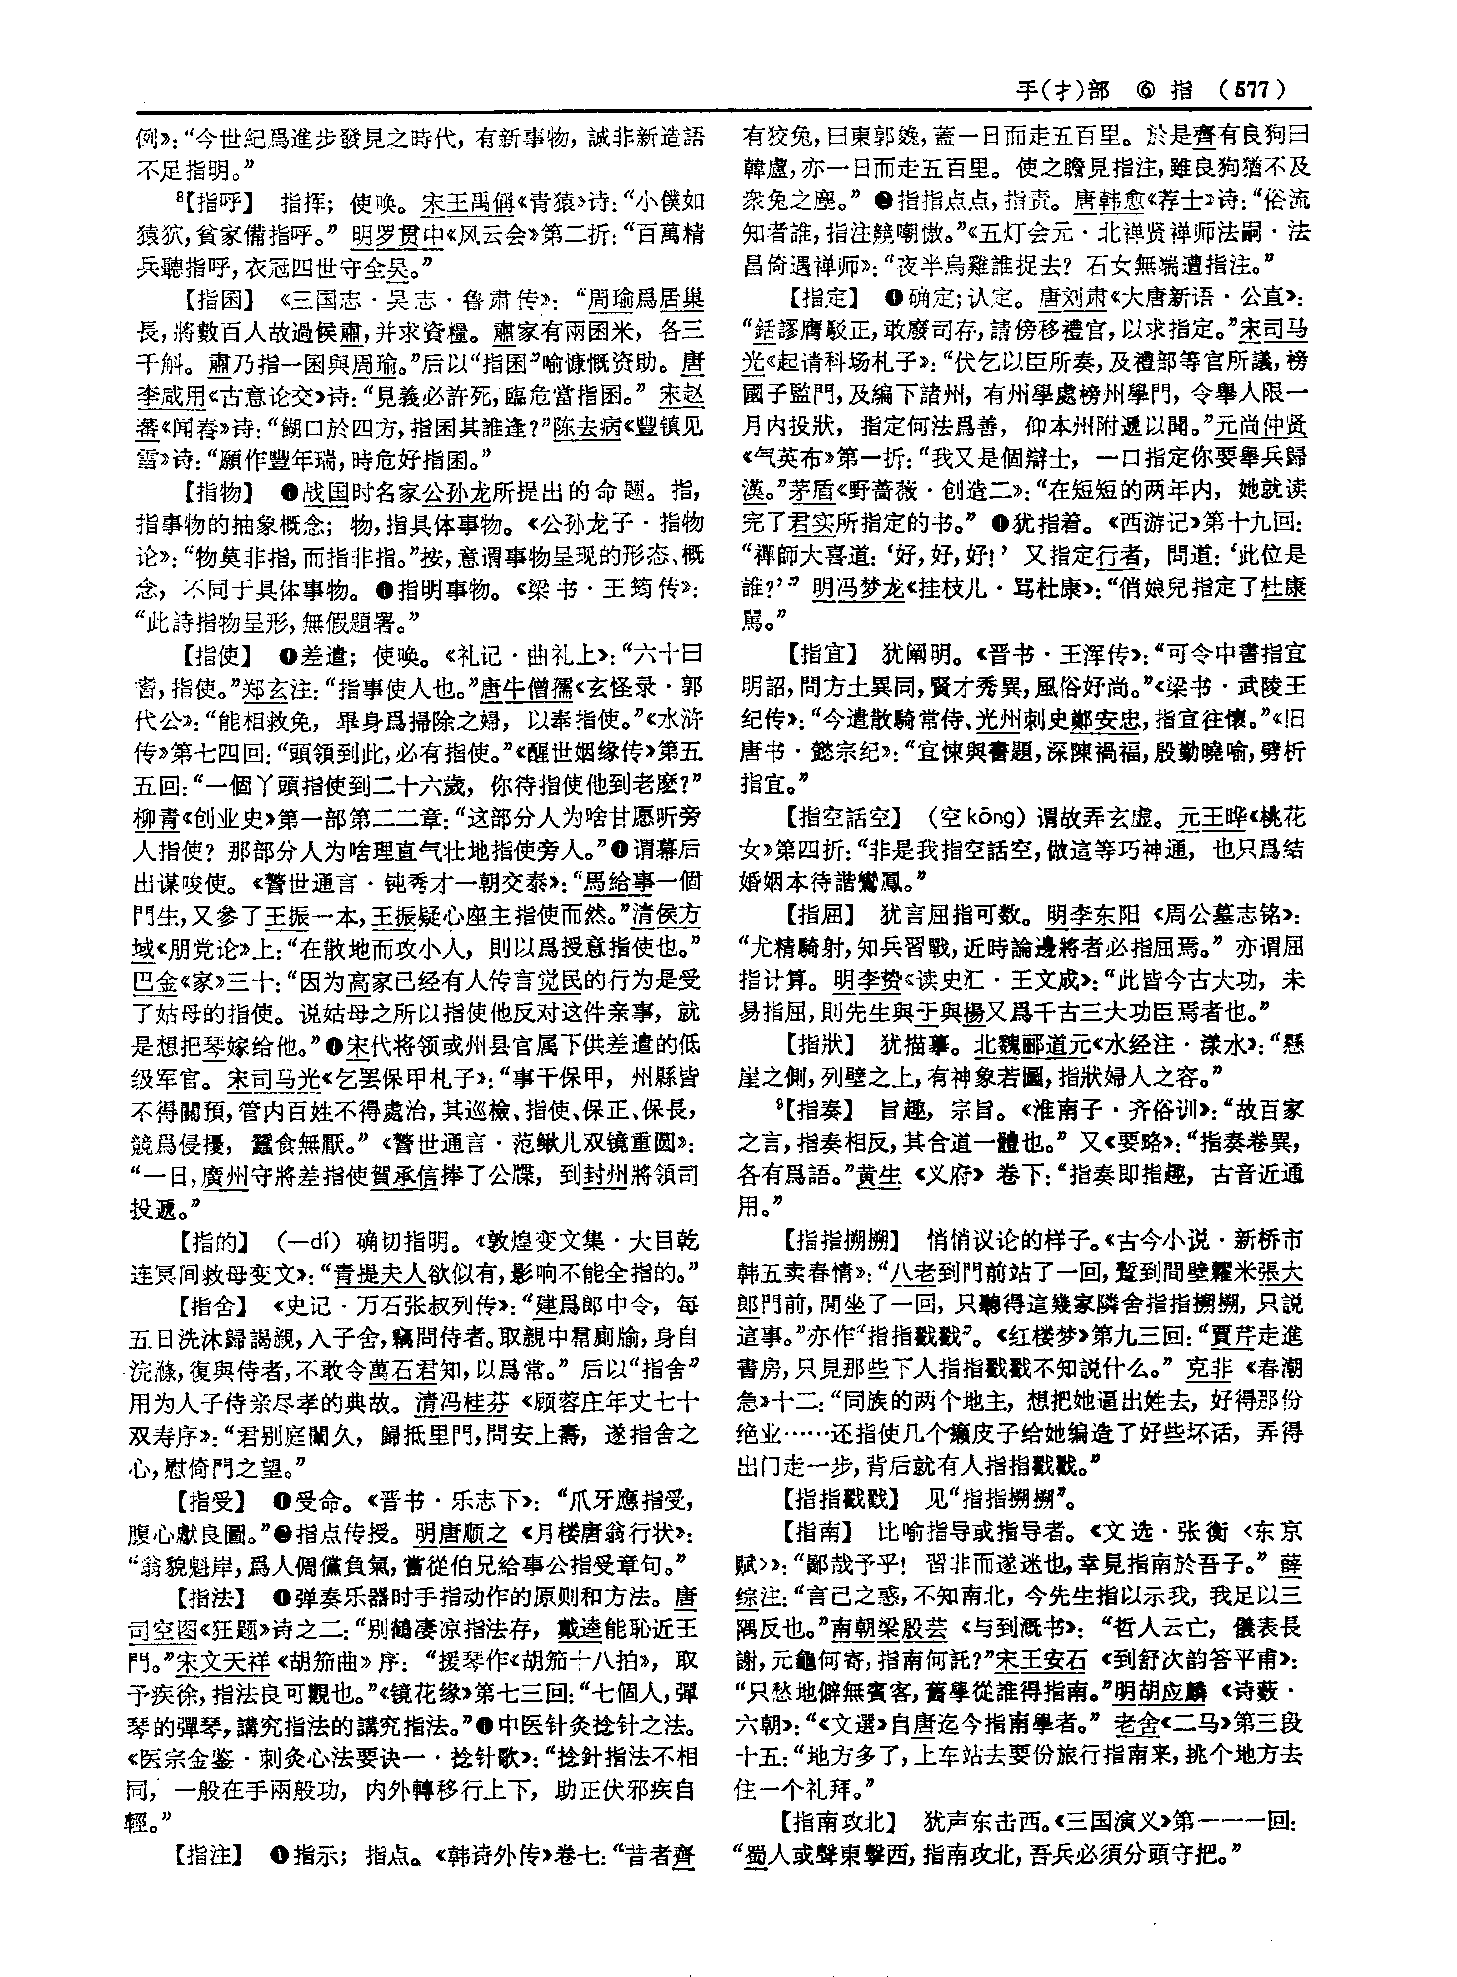 手(扌)部 ⑥ 指 (577)
例》：“今世紀爲進步發見之時代，有新事物，誠非新造語
不足指明。”
⁸【指呼】 指挥；使唤。宋王禹偁《青猿》诗：“小僕如
猿狖，貧家備指呼。”明罗贯中《风云会》第二折：“百萬精
兵聽指呼，衣冠四世守全吴。”
【指囷】 《三国志·吴志·鲁肃传》：“周瑜爲居巢
長，將數百人故過候肅，并求資糧。肅家有兩囷米，各三
千斛。肅乃指一囷與周瑜。”后以“指囷”喻慷慨资助。唐
李咸用《古意论交》诗：“見義必許死，臨危當指囷。”宋赵
蕃《闻春》诗：“餬口於四方，指囷其誰逢？”陈去病《豐镇见
雪》诗：“願作豐年瑞，時危好指囷。”
【指物】 ❶战国时名家公孙龙所提出的命题。指，
指事物的抽象概念；物，指具体事物。《公孙龙子·指物
论》：“物莫非指，而指非指。”按，意谓事物呈现的形态、概
念，不同于具体事物。❶指明事物。《梁书·王筠传》：
“此詩指物呈形，無假題署。”
【指使】 ❶差遣；使唤。《礼记·曲礼上》：“六十曰
耆，指使。”郑玄注：“指事使人也。”唐牛僧孺《玄怪录·郭
代公》：“能相救免，畢身爲掃除之婦，以奉指使。”《水浒
传》第七四回：“頭領到此，必有指使。”《醒世姻缘传》第五
五回：“一個丫頭指使到二十六歲，你待指使他到老麽？”
柳青《创业史》第一部第二二章：“这部分人为啥甘愿听旁
人指使？那部分人为啥理直气壮地指使旁人。”❶谓幕后
出谋唆使。《警世通言·钝秀才一朝交泰》：“馬給事一個
門生，又參了王振一本，王振疑心座主指使而然。”清侯方
域《朋党论》上：“在散地而攻小人，則以爲授意指使也。”
巴金《家》三十：“因为高家已经有人传言觉民的行为是受
了姑母的指使。说姑母之所以指使他反对这件亲事，就
是想把琴嫁给他。”❶宋代将领或州县官属下供差遣的低
级军官。宋司马光《乞罢保甲札子》：“事干保甲，州縣皆
不得關預，管内百姓不得處治，其巡檢、指使、保正、保長，
競爲侵擾，蠶食無厭。”《警世通言·范鳅儿双镜重圆》：
“一日，廣州守將差指使賀承信捧了公牒，到封州將領司
投遞。”
【指的】 （—dí）确切指明。《敦煌变文集·大目乾
连冥间救母变文》：“青提夫人欲似有，影响不能全指的。”
【指舍】 《史记·万石张叔列传》：“建爲郎中令，每
五日洗沐歸謁親，入子舍，竊問侍者。取親中帬厠牏，身自
浣滌，復與侍者，不敢令萬石君知，以爲常。”后以“指舍”
用为人子侍亲尽孝的典故。清冯桂芬《顾蓉庄年丈七十
双寿序》：“君别庭闈久，歸抵里門，問安上壽，遂指舍之
心，慰倚門之望。”
【指受】 ❶受命。《晋书·乐志下》：“爪牙應指受，
腹心獻良圖。”❷指点传授。明唐顺之《月楼唐翁行状》：
“翁貌魁岸，爲人倜儻負氣，嘗從伯兄給事公指受章句。”
【指法】 ❶弹奏乐器时手指动作的原则和方法。唐
司空图《狂题》诗之二：“别鶴凄凉指法存，戴逵能恥近王
門。”宋文天祥《胡笳曲》序：“援琴作《胡笳十八拍》，取
予疾徐，指法良可觀也。”《镜花缘》第七三回：“七個人，彈
琴的彈琴，講究指法的講究指法。”❶中医针灸捻针之法。
《医宗金鉴·刺灸心法要诀一·捻针歌》：“捻針指法不相
同，一般在手兩般功，内外轉移行上下，助正伏邪疾自
輕。”
【指注】 ❶指示；指点。《韩诗外传》卷七：“昔者齊
有狡兔，曰東郭㕙，蓋一日而走五百里。於是齊有良狗曰
韓盧，亦一日而走五百里。使之瞻見指注，雖良狗猶不及
衆兔之塵。”❷指指点点，指责。唐韩愈《荐士》诗：“俗流
知者誰，指注競嘲慠。”《五灯会元·北禅贤禅师法嗣·法
昌倚遇禅师》：“夜半烏雞誰捉去？石女無端遭指注。”
【指定】 ❶确定；认定。唐刘肃《大唐新语·公直》：
“銛謬膺駁正，敢廢司存，請傍移禮官，以求指定。”宋司马
光《起请科场札子》：“伏乞以臣所奏，及禮部等官所議，榜
國子監門，及編下諸州，有州學處榜州學門，令舉人限一
月内投狀，指定何法爲善，仰本州附遞以聞。”元尚仲贤
《气英布》第一折：“我又是個辯士，一口指定你要舉兵歸
漢。”茅盾《野蔷薇·创造二》：“在短短的两年内，她就读
完了君实所指定的书。”❶犹指着。《西游记》第十九回：
“禪師大喜道：‘好，好，好！’又指定行者，問道：‘此位是
誰？’”明冯梦龙《挂枝儿·骂杜康》：“俏娘兒指定了杜康
駡。”
【指宜】 犹阐明。《晋书·王浑传》：“可令中書指宜
明詔，問方土異同，賢才秀異，風俗好尚。”《梁书·武陵王
纪传》：“今遣散騎常侍、光州刺史鄭安忠，指宜往懷。”《旧
唐书·懿宗纪》：“宜悚與書題，深陳禍福，殷勤曉喻，劈析
指宜。”
【指空話空】 （空kōng）谓故弄玄虚。元王晔《桃花
女》第四折：“非是我指空話空，做這等巧神通，也只爲結
婚姻本待諧鸞鳳。”
【指屈】 犹言屈指可数。明李东阳《周公墓志铭》：
“尤精騎射，知兵習戰，近時論邊將者必指屈焉。”亦谓屈
指计算。明李贽《读史汇·王文成》：“此皆今古大功，未
易指屈，則先生與于與楊又爲千古三大功臣焉者也。”
【指狀】 犹描摹。北魏郦道元《水经注·漾水》：“懸
崖之側，列壁之上，有神象若圖，指狀婦人之容。”
⁹【指奏】 旨趣，宗旨。《淮南子·齐俗训》：“故百家
之言，指奏相反，其合道一體也。”又《要略》：“指奏卷異，
各有爲語。”黄生《义府》卷下：“指奏即指趣，古音近通
用。”
【指指搠搠】 悄悄议论的样子。《古今小说·新桥市
韩五卖春情》：“八老到門前站了一回，踅到間壁糶米張大
郎門前，閒坐了一回，只聽得這幾家隣舍指指搠搠，只説
這事。”亦作“指指戳戳”。《红楼梦》第九三回：“賈芹走進
書房，只見那些下人指指戳戳不知説什么。”克非《春潮
急》十二：“同族的两个地主，想把她逼出姓去，好得那份
绝业……还指使几个癞皮子给她编造了好些坏话，弄得
出门走一步，背后就有人指指戳戳。”
【指指戳戳】 见“指指搠搠”。
【指南】 比喻指导或指导者。《文选·张衡〈东京
赋〉》：“鄙哉予乎！習非而遂迷也，幸見指南於吾子。”薛
综注：“言己之惑，不知南北，今先生指以示我，我足以三
隅反也。”南朝梁殷芸《与到溉书》：“哲人云亡，儀表長
謝，元龜何寄，指南何託？”宋王安石《到舒次韵答平甫》：
“只愁地僻無賓客，舊學從誰得指南。”明胡应麟《诗薮·
六朝》：“《文選》自唐迄今指南學者。”老舍《二马》第三段
十五：“地方多了，上车站去要份旅行指南来，挑个地方去
住一个礼拜。”
【指南攻北】 犹声东击西。《三国演义》第一一一回：
“蜀人或聲東擊西，指南攻北，吾兵必須分頭守把。”